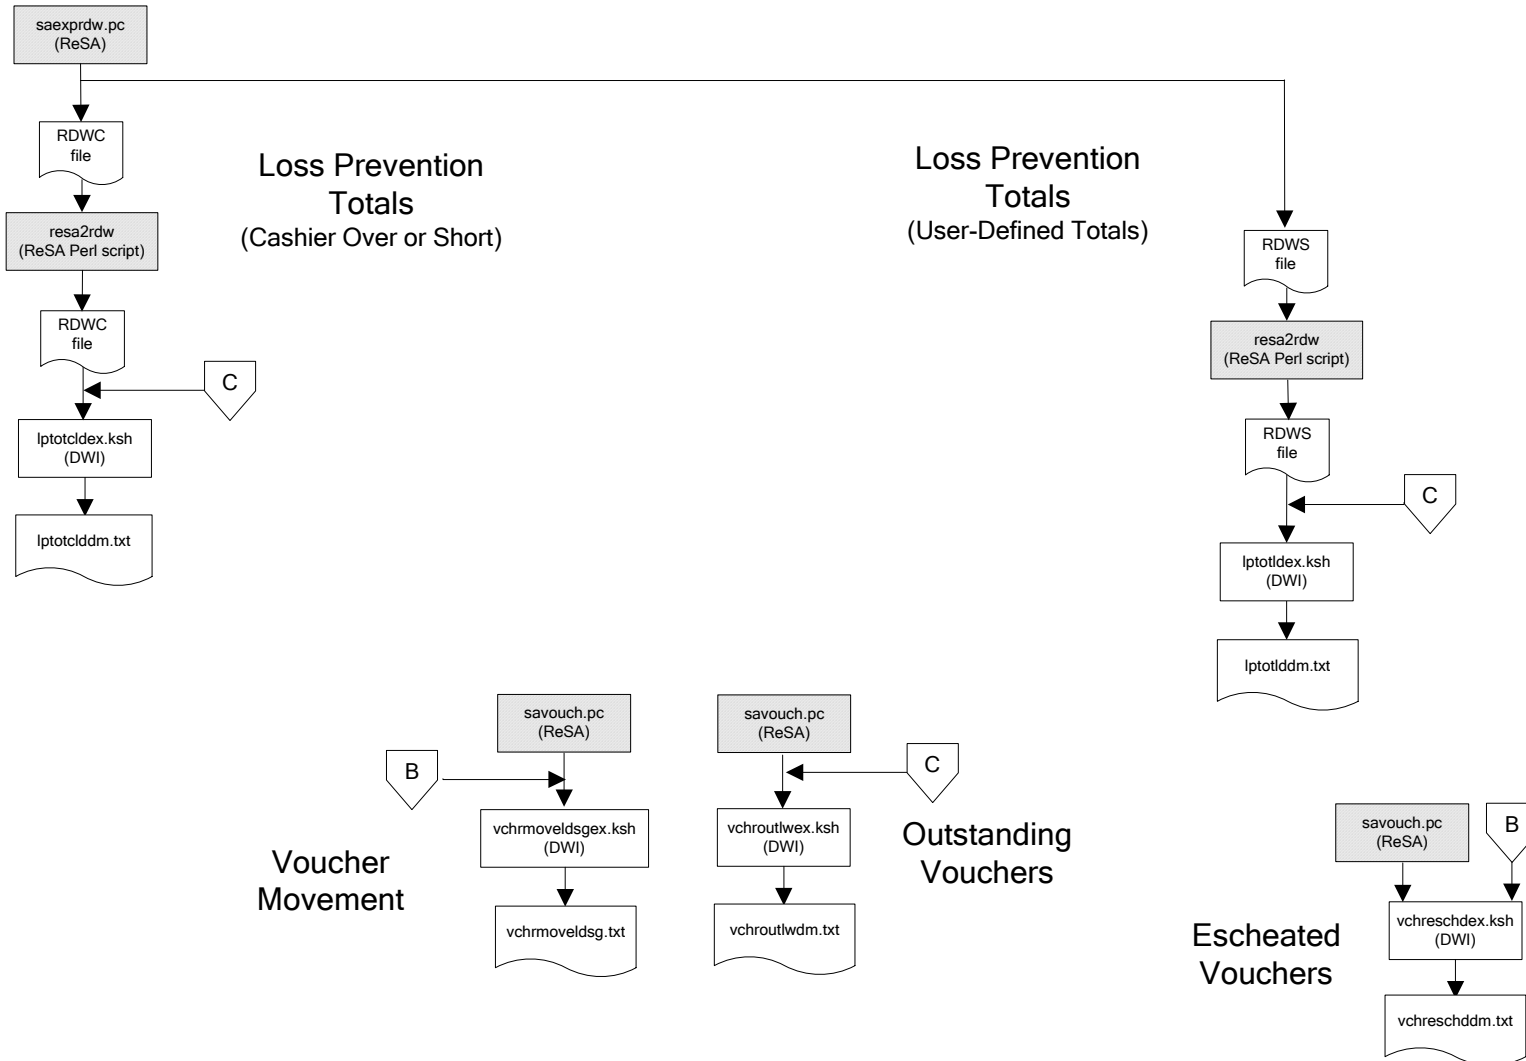 saexprdw.pc
(ReSA)
RDWC
file
Loss Prevention
Totals
(Cashier Over or Short)
Loss Prevention
Totals
(User-Defined Totals)
resa2rdw
(ReSA Perl script)
RDWS
file
RDWC
file
resa2rdw
(ReSA Perl script)
C
lptotcldex.ksh
(DWI)
RDWS
file
C
lptotclddm.txt
lptotldex.ksh
(DWI)
lptotlddm.txt
savouch.pc
(ReSA)
savouch.pc
(ReSA)
B
C
vchrmoveldsgex.ksh
(DWI)
vchroutlwex.ksh
(DWI)
Outstanding
Vouchers
savouch.pc
(ReSA)
B
Voucher
Movement
vchrmoveldsg.txt
vchroutlwdm.txt
Escheated
Vouchers
vchreschdex.ksh
(DWI)
vchreschddm.txt